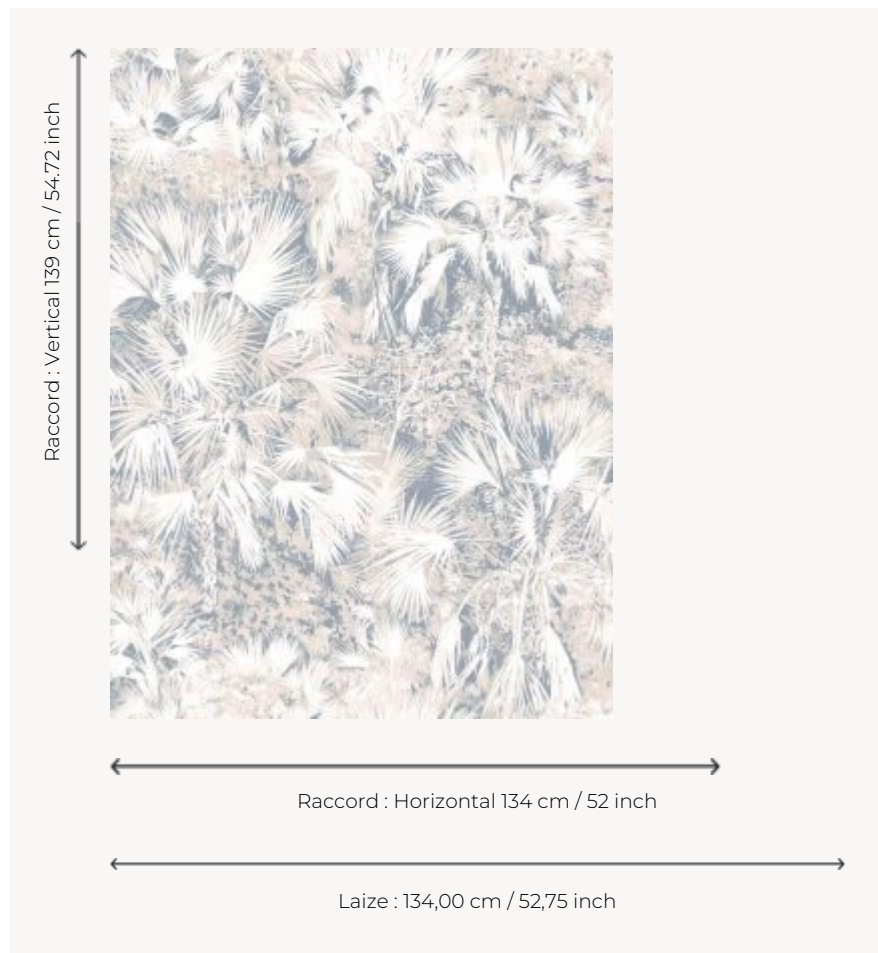 Raccord : Vertical 139 cm / 54.72 inch
Raccord : Horizontal 134 cm / 52 inch
Laize : 134,00 cm / 52,75 inch